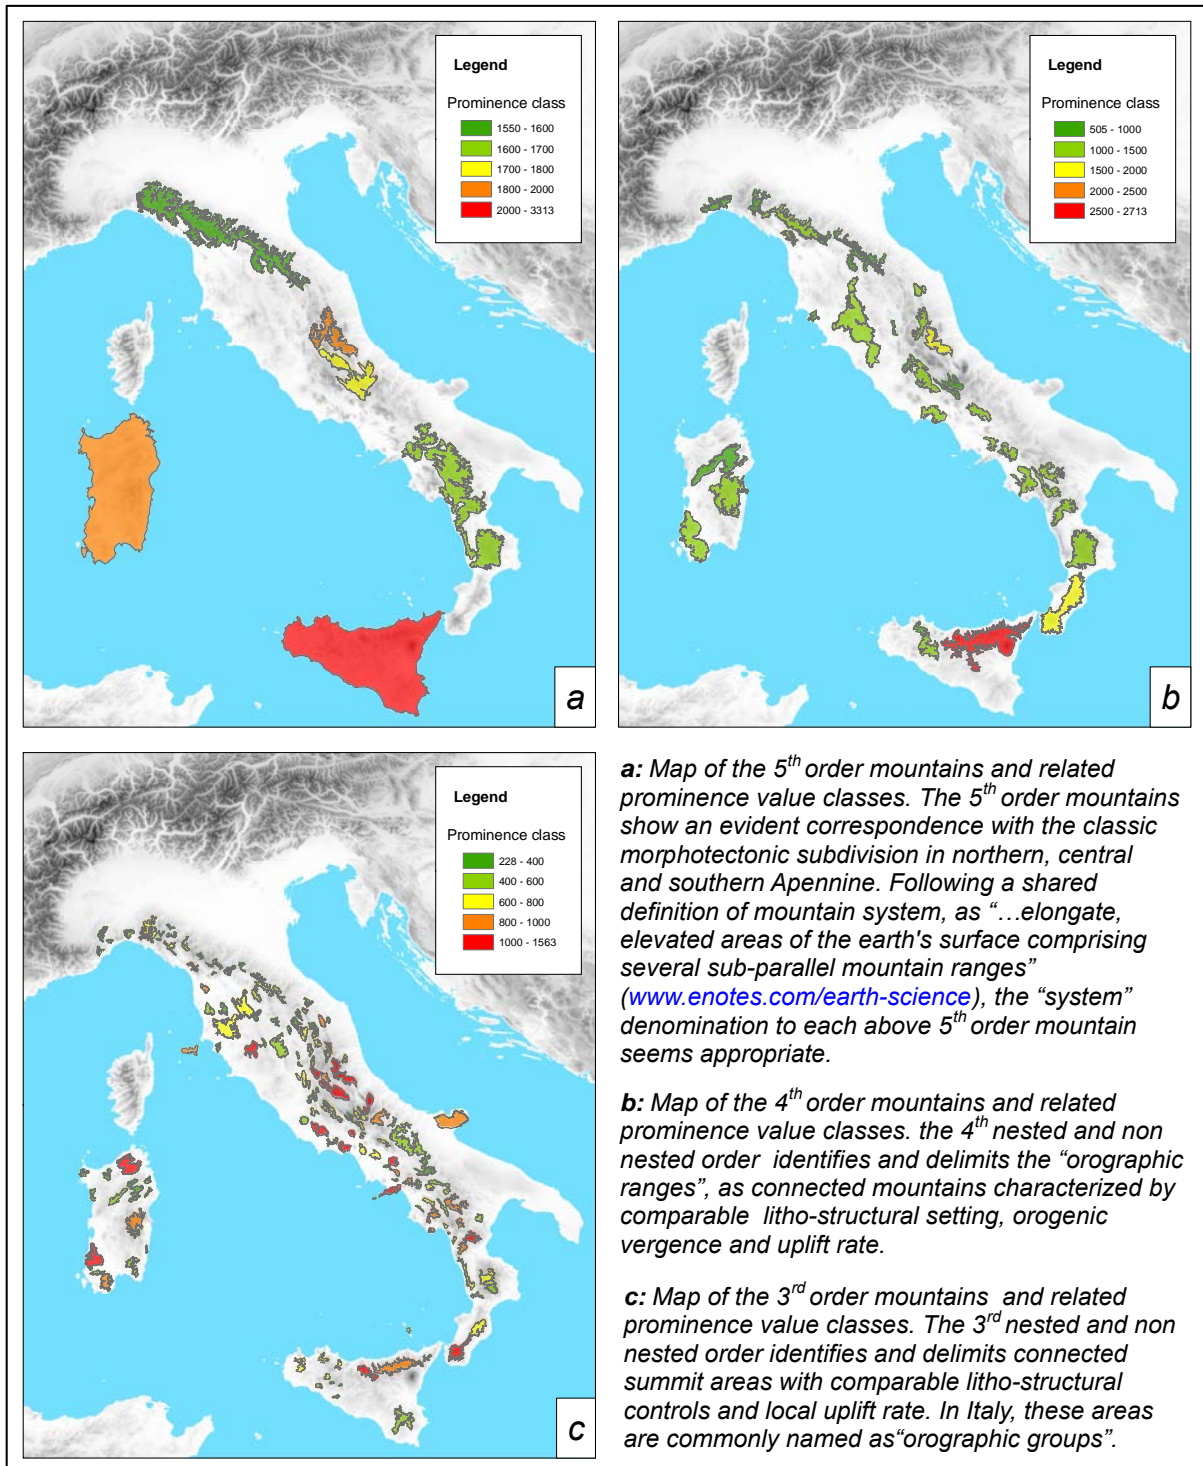 Legend
Prominence class
1550 - 1600
1600 - 1700
1700 - 1800
1800 - 2000
2000 - 3313
a
Legend
Prominence class
505 - 1000
1000 - 1500
1500 - 2000
2000 - 2500
2500 - 2713
b
Legend
Prominence class
228 - 400
400 - 600
600 - 800
800 - 1000
1000 - 1563
c
a: Map of the 5th order mountains and related
prominence value classes. The 5th order mountains
show an evident correspondence with the classic
morphotectonic subdivision in northern, central
and southern Apennine. Following a shared
definition of mountain system, as “…elongate,
elevated areas of the earth's surface comprising
several sub-parallel mountain ranges”
(www.enotes.com/earth-science), the “system”
denomination to each above 5th order mountain
seems appropriate.
b: Map of the 4th order mountains and related
prominence value classes. the 4th nested and non
nested order identifies and delimits the “orographic
ranges”, as connected mountains characterized by
comparable litho-structural setting, orogenic
vergence and uplift rate.
c: Map of the 3rd order mountains and related
prominence value classes. The 3rd nested and non
nested order identifies and delimits connected
summit areas with comparable litho-structural
controls and local uplift rate. In Italy, these areas
are commonly named as“orographic groups”.